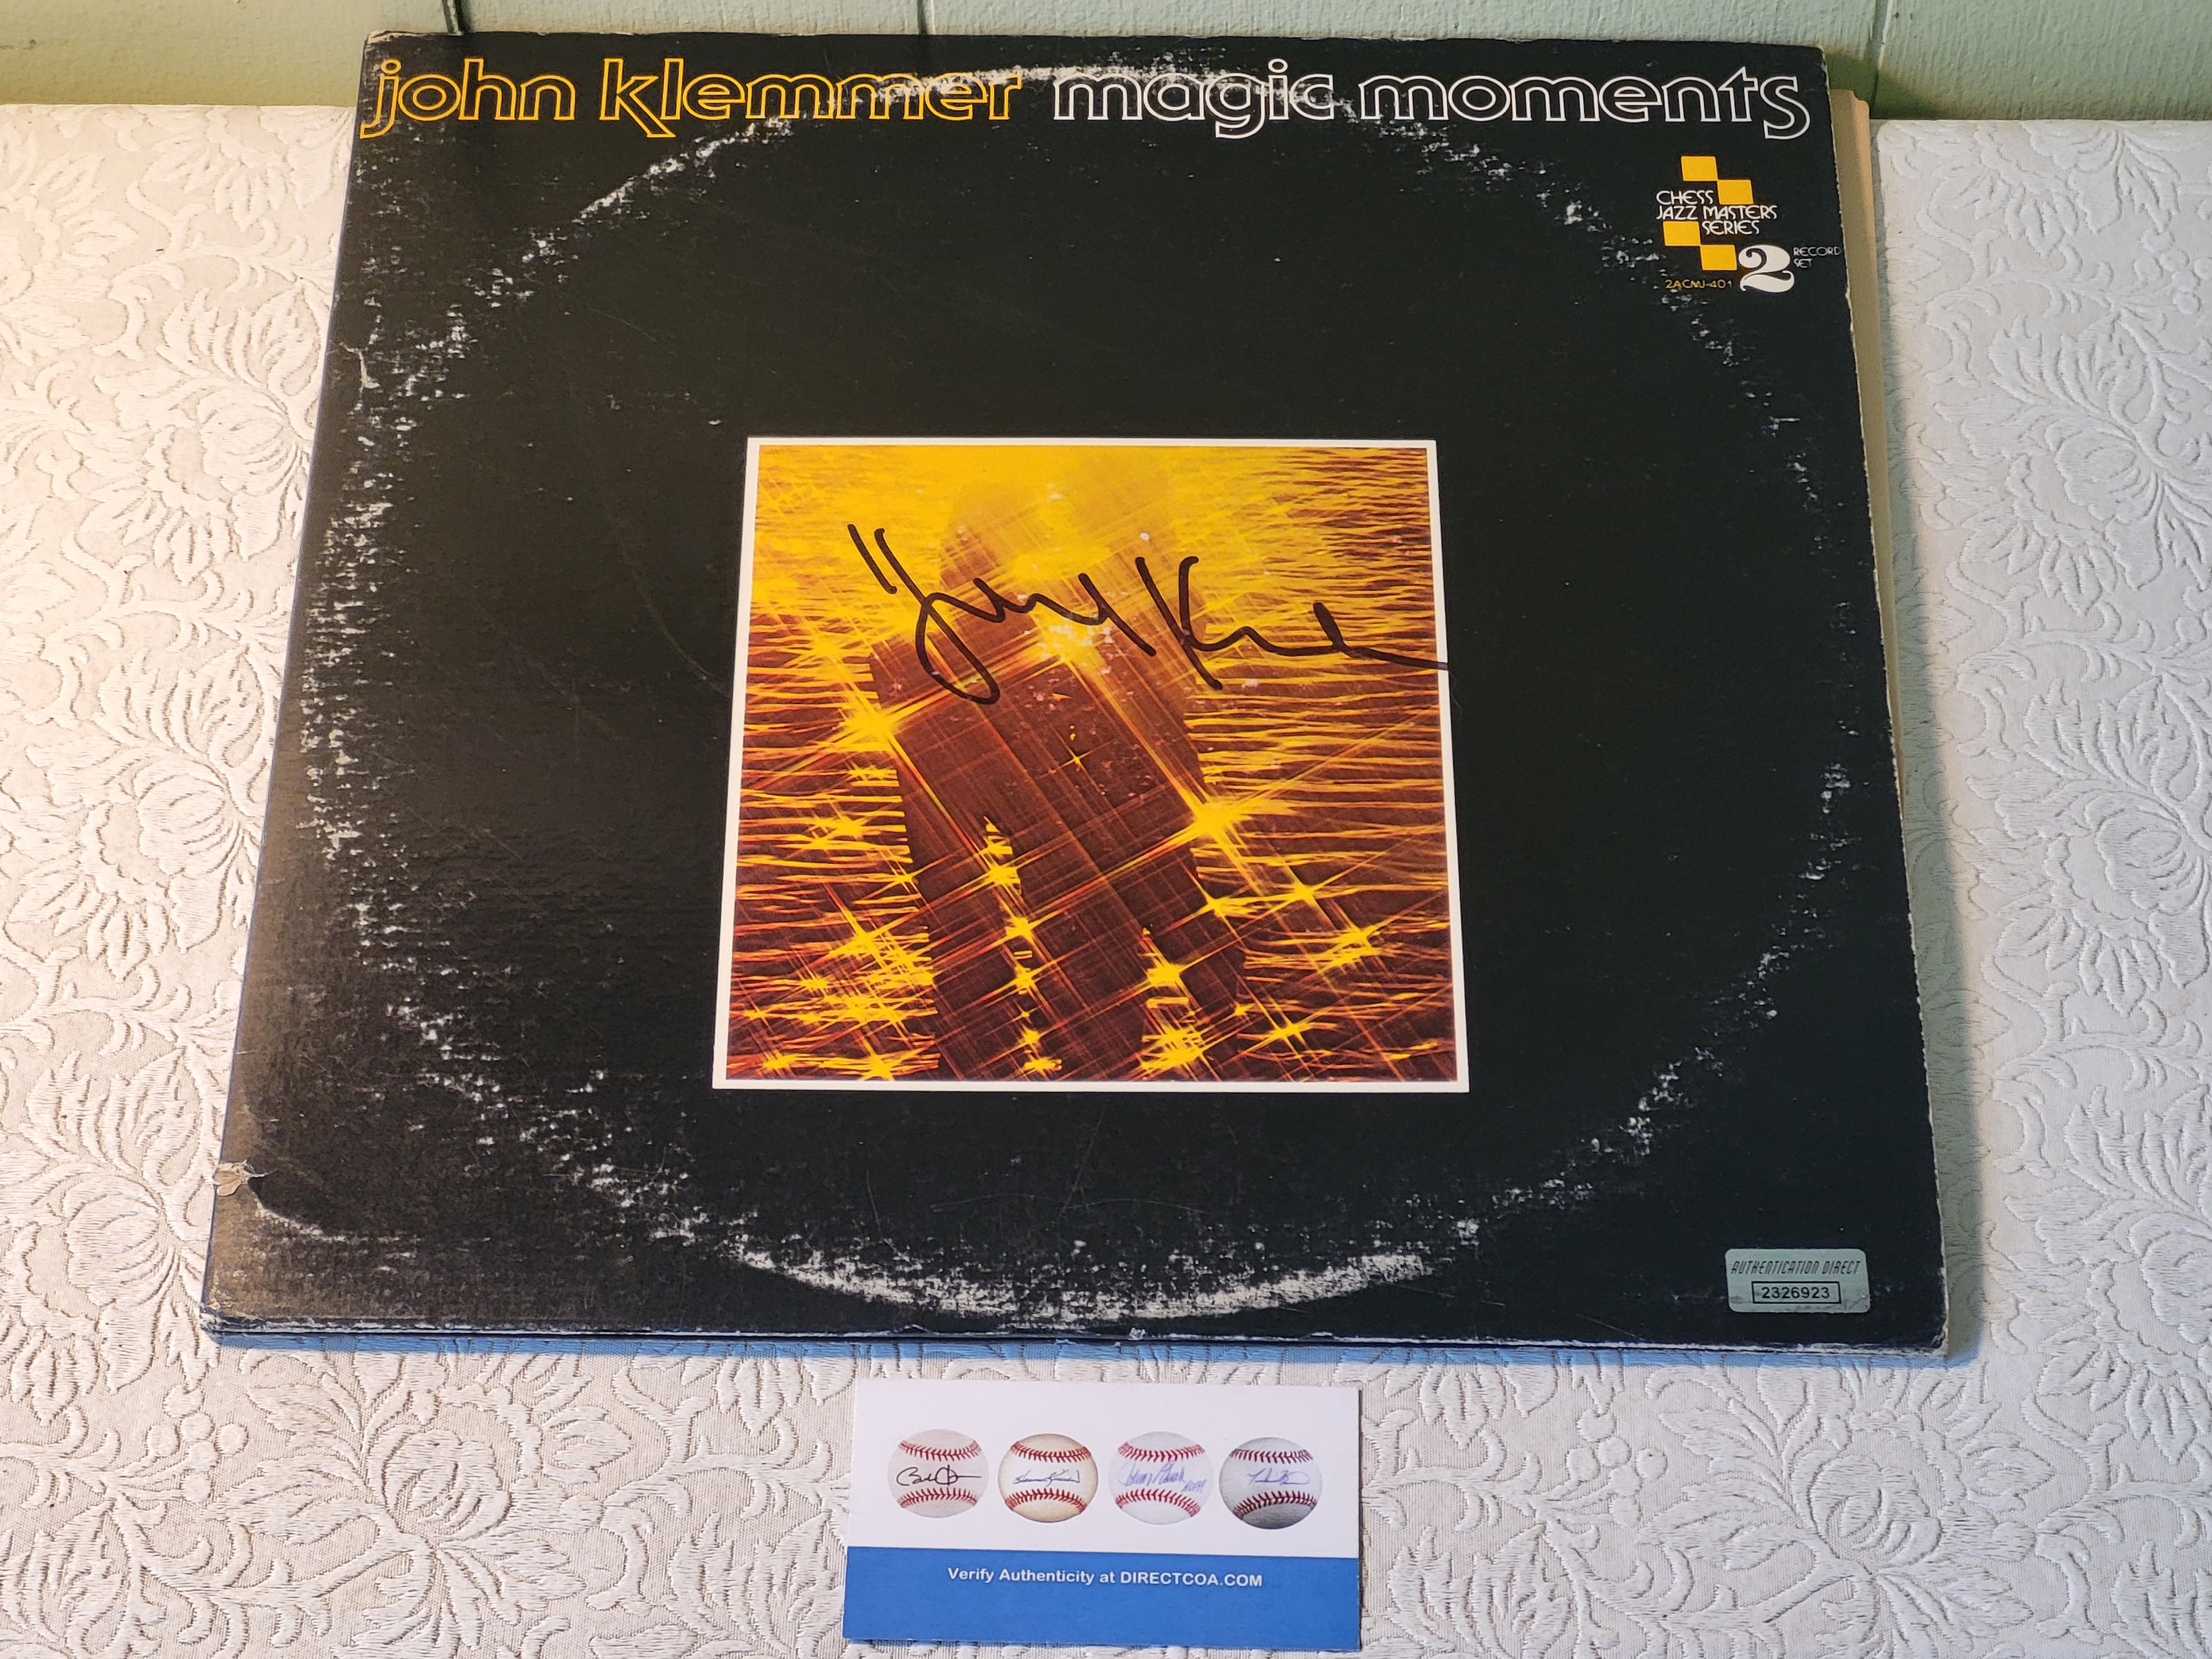 john klemmer magic moments
CHESS
JAZZ MASTERS
SERIES
2 RECORD
SET
2ACMJ-401
AUTHENTICATION DIRECT
2326923
Verify Authenticity at DIRECTCOA.COM